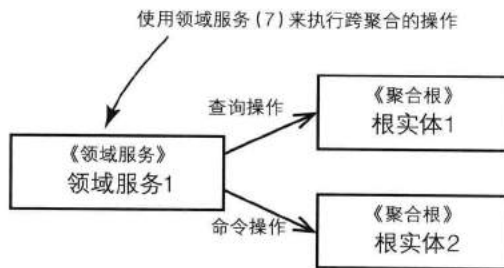 使用领域服务(7)来执行跨聚合的操作
查询操作
《聚合根》
根实体1
《领域服务》
领域服务1
命令操作
《聚合根》
根实体2